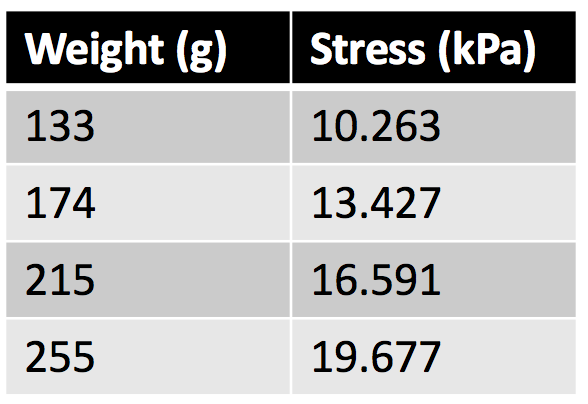 Weight (g) Stress (kPa)
133 10.263
174 13.427
215 16.591
255 19.677